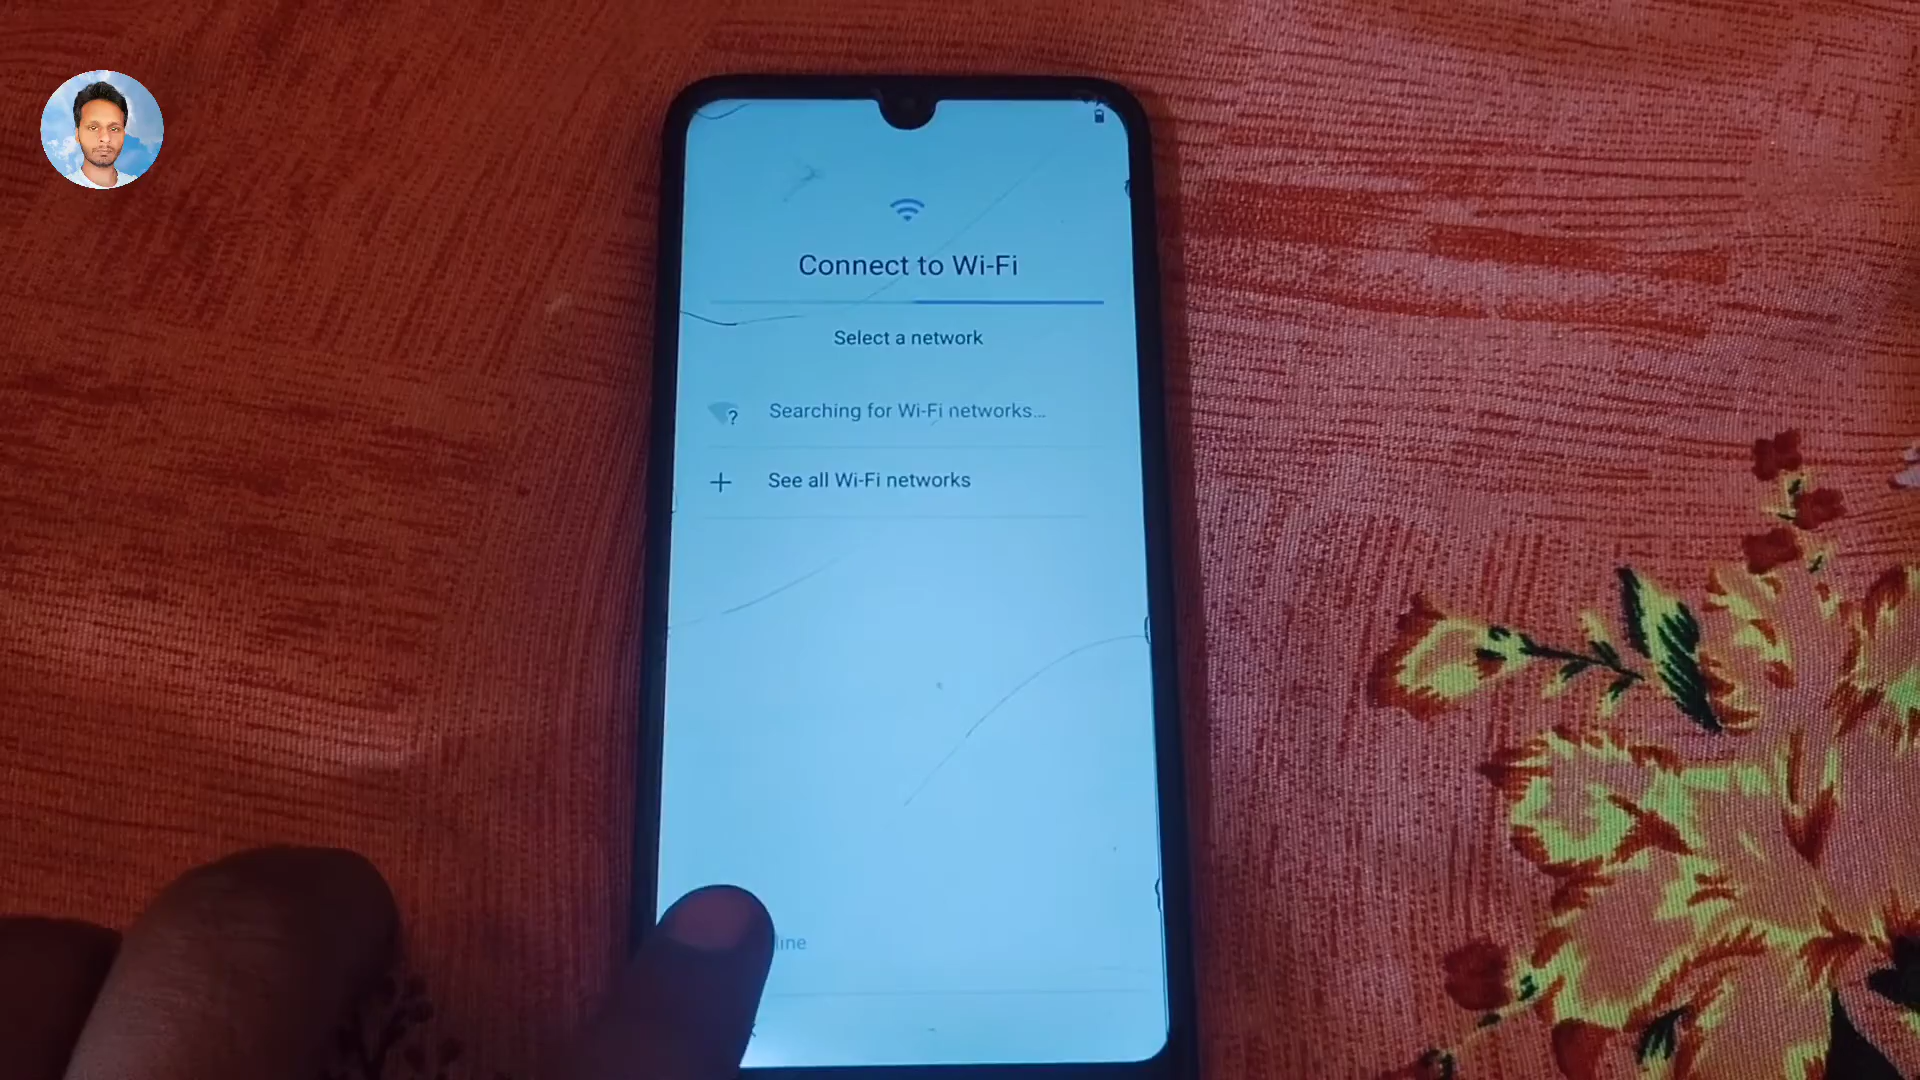 Connect to Wi-Fi
Select a network
Searching for Wi-Fi networks…
See all Wi-Fi networks